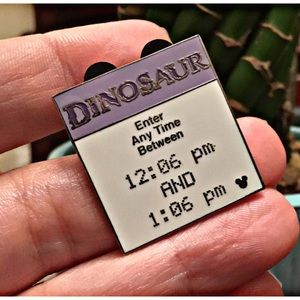 DINOSAUR
Enter
Any Time
Between
12:06 pm
AND
1:06 pm